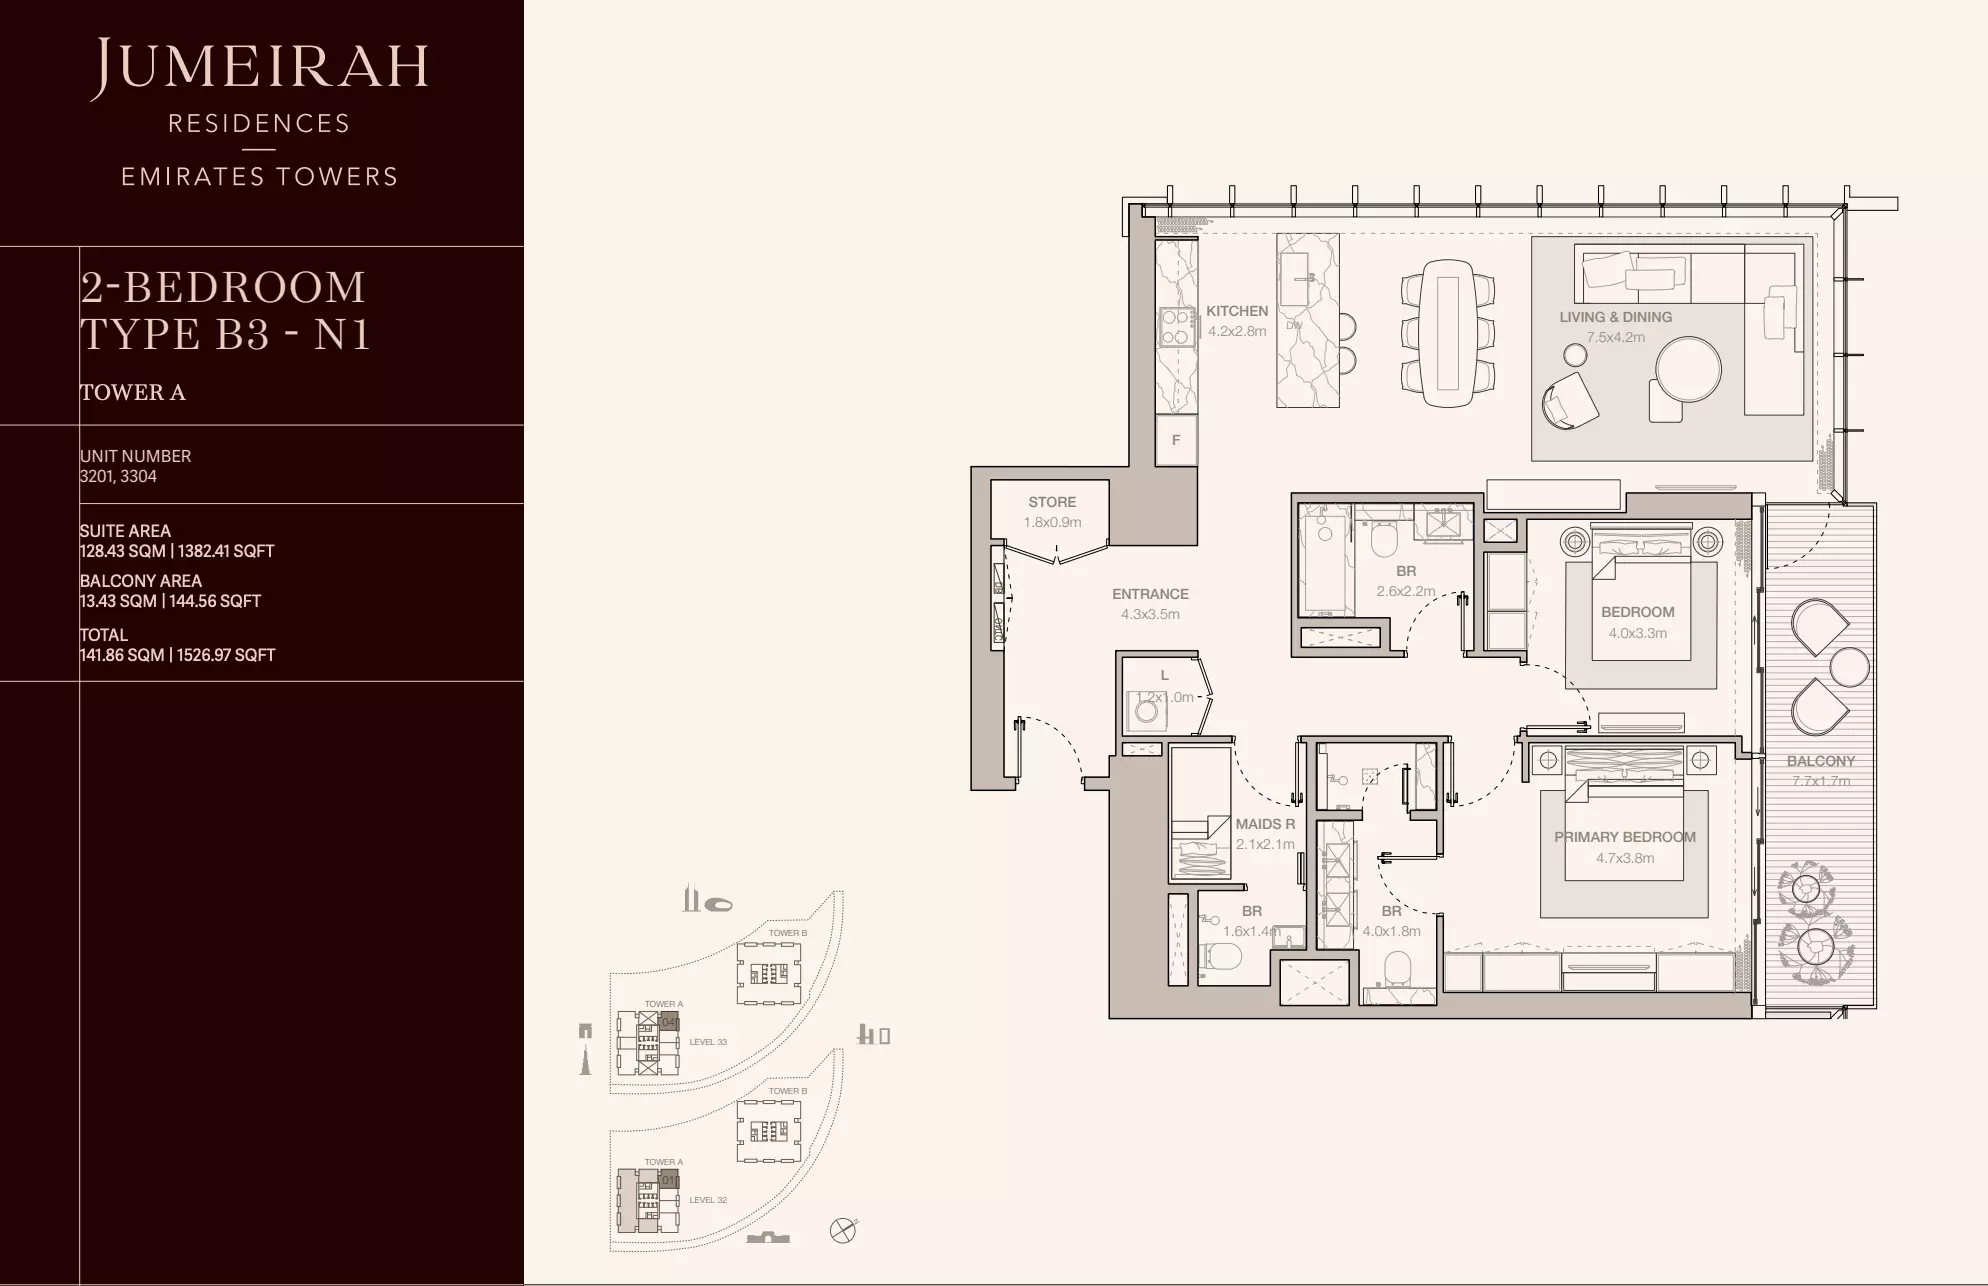 JUMEIRAH
RESIDENCES
EMIRATES TOWERS
2-BEDROOM
TYPE B3 - N1
TOWER A
UNIT NUMBER
3201, 3304
SUITE AREA
128.43 SQM | 1382.41 SQFT
BALCONY AREA
13.43 SQM | 144.56 SQFT
TOTAL
141.86 SQM | 1526.97 SQFT
KITCHEN
4.2x2.8m
DW
LIVING & DINING
7.5x4.2m
F
STORE
1.8x0.9m
BR
2.6x2.2m
DB
ENTRANCE
4.3x3.5m
BEDROOM
4.0x3.3m
L
1.2x1.0m
BALCONY
7.7x1.7m
MAIDS R
2.1x2.1m
PRIMARY BEDROOM
4.7x3.8m
BR
1.6x1.4m
BR
4.0x1.8m
TOWER B
TOWER A
04
LEVEL 33
TOWER B
TOWER A
01
LEVEL 32